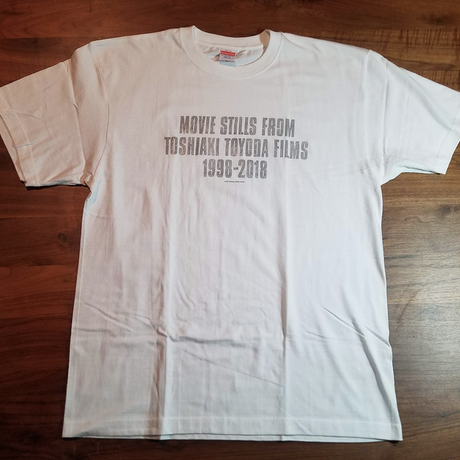 MOVIE STILLS FROM
TOSHIAKI TOYODA FILMS
1998-2018